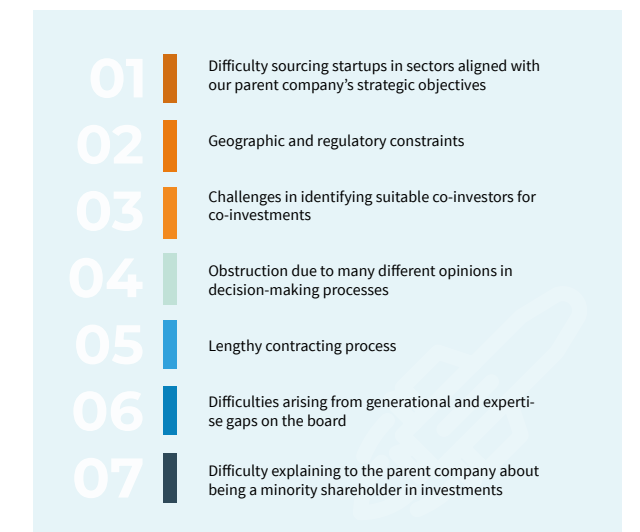 01
Difficulty sourcing startups in sectors aligned with
our parent company’s strategic objectives
02
Geographic and regulatory constraints
03
Challenges in identifying suitable co-investors for
co-investments
04
Obstruction due to many different opinions in
decision-making processes
05
Lengthy contracting process
06
Difficulties arising from generational and experti-
se gaps on the board
07
Difficulty explaining to the parent company about
being a minority shareholder in investments